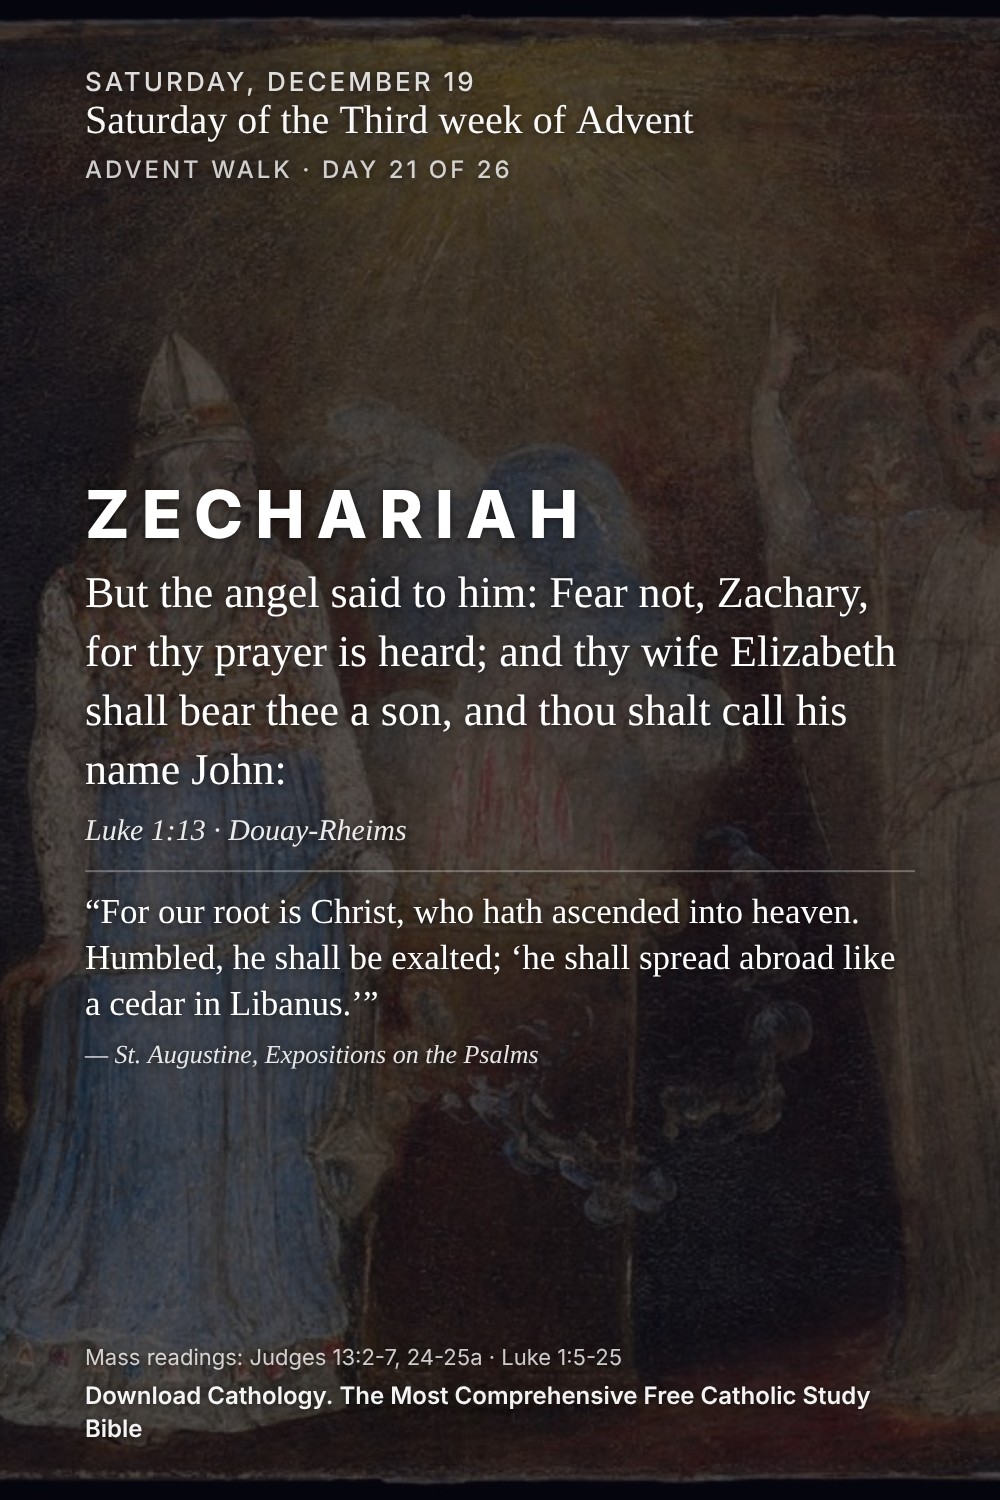 SATURDAY, DECEMBER 19
Saturday of the Third week of Advent
ADVENT WALK · DAY 21 OF 26
ZECHARIAH
But the angel said to him: Fear not, Zachary,
for thy prayer is heard; and thy wife Elizabeth
shall bear thee a son, and thou shalt call his
name John:
Luke 1:13 · Douay-Rheims
“For our root is Christ, who hath ascended into heaven.
Humbled, he shall be exalted; ‘he shall spread abroad like
a cedar in Libanus.’”
— St. Augustine, Expositions on the Psalms
Mass readings: Judges 13:2-7, 24-25a · Luke 1:5-25
Download Cathology. The Most Comprehensive Free Catholic Study
Bible